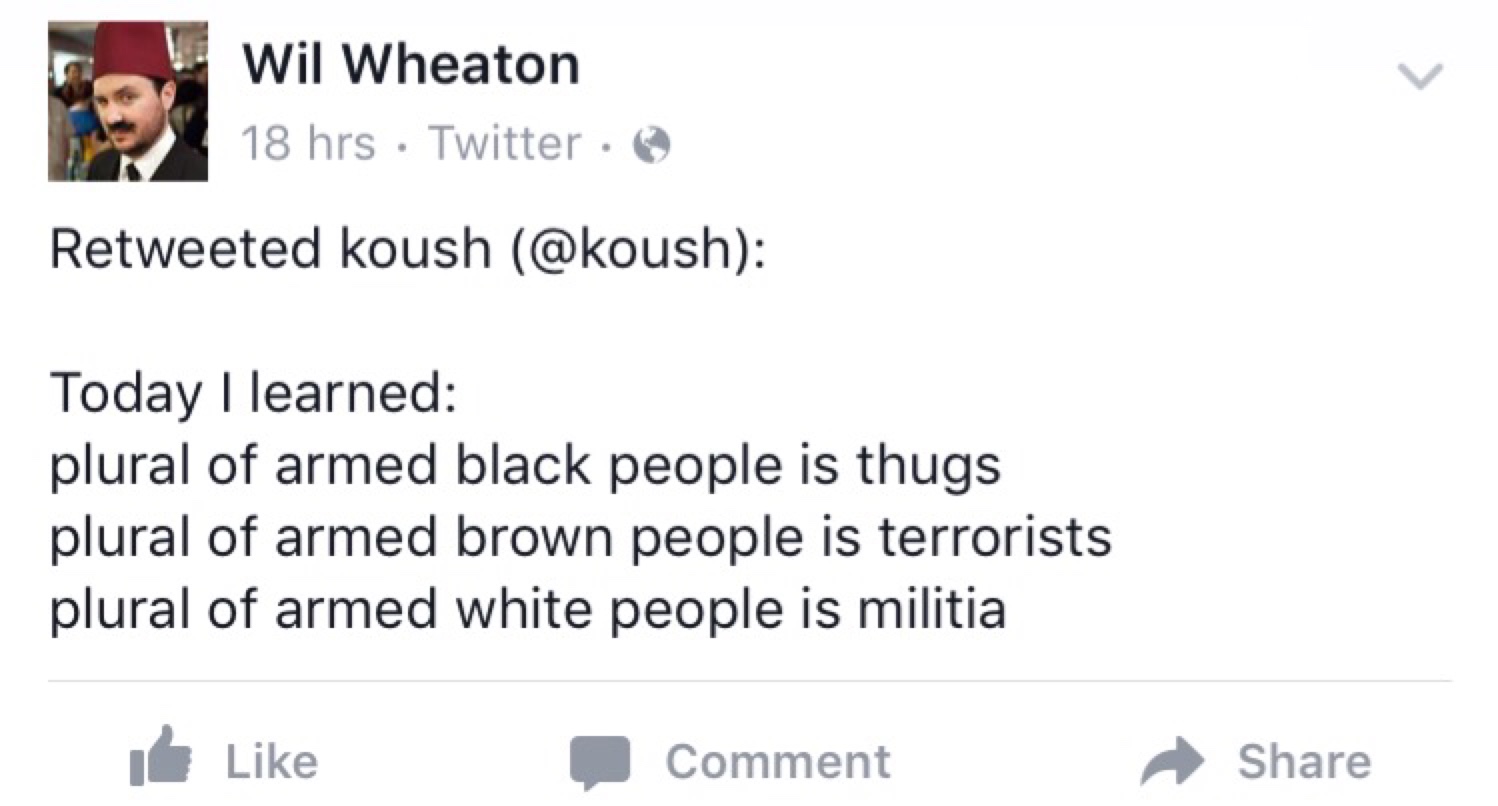 Wil Wheaton
18 hrs · Twitter ·
Retweeted koush (@koush):
Today I learned:
plural of armed black people is thugs
plural of armed brown people is terrorists
plural of armed white people is militia
Like Comment Share